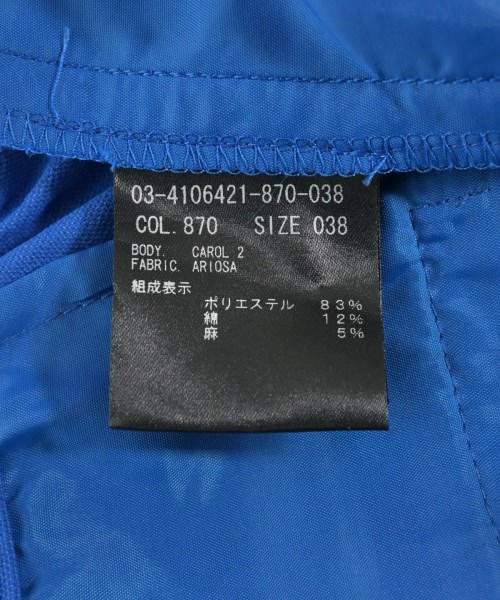 03-4106421-870-038
COL. 870 SIZE 038
BODY. CAROL 2
FABRIC. ARIOSA
組成表示
ポリエステル 83%
綿 12%
麻 5%